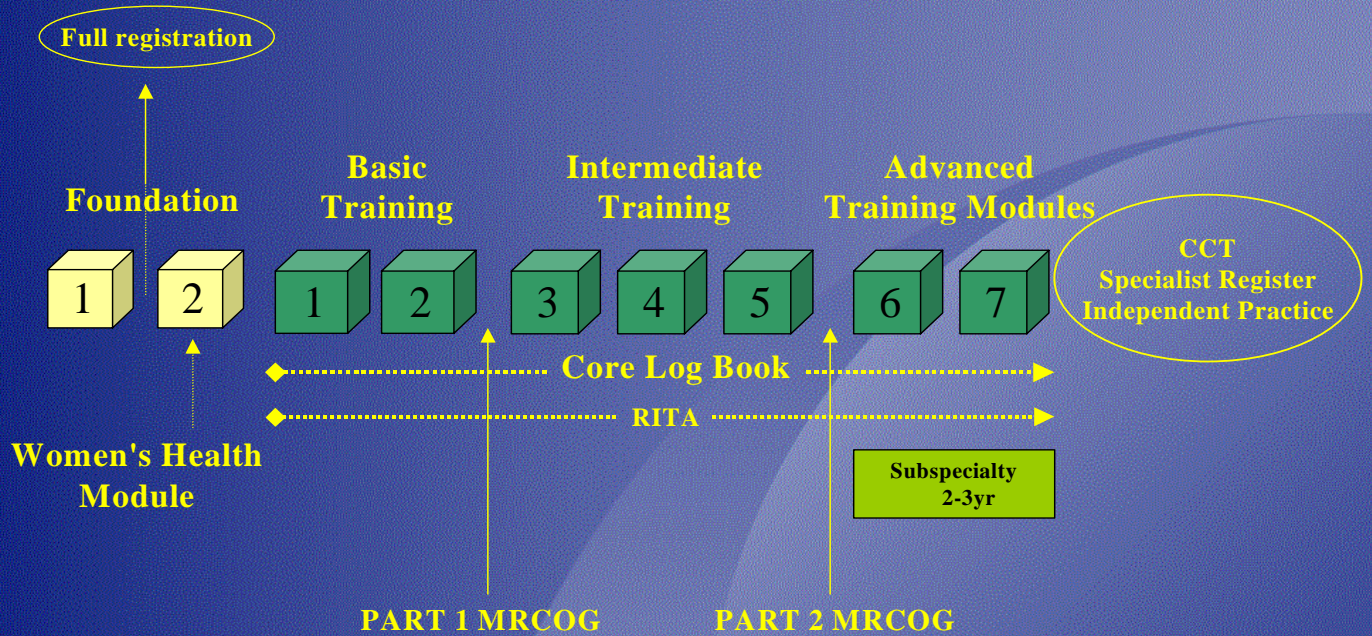 Full registration
Foundation
Basic
Training
Intermediate
Training
Advanced
Training Modules
1
2
1
2
3
4
5
6
7
CCT
Specialist Register
Independent Practice
Core Log Book
RITA
Women's Health
Module
Subspecialty
2-3yr
PART 1 MRCOG
PART 2 MRCOG